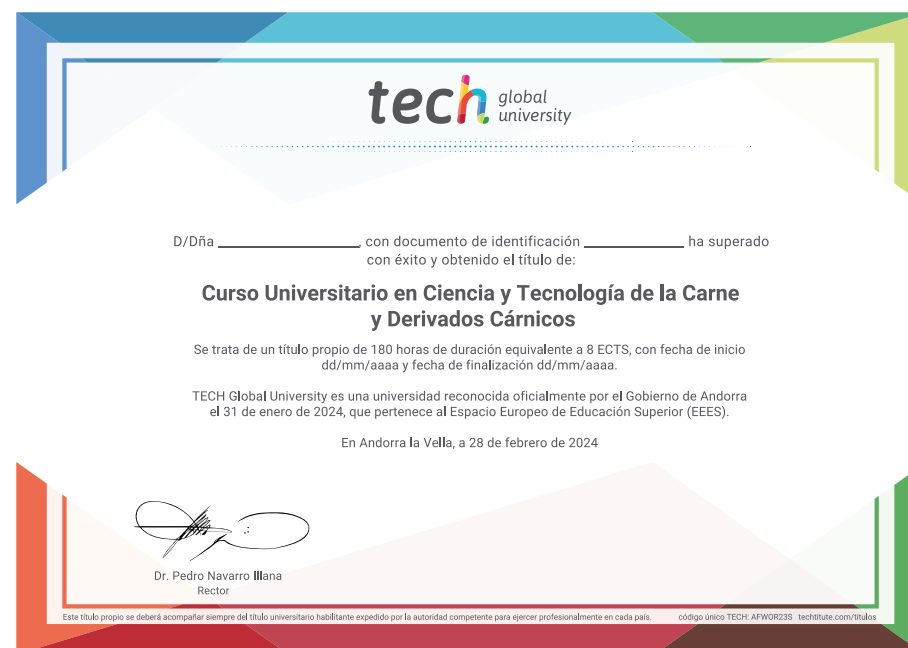 tech global university
D/Dña ______________, con documento de identificación __________ ha superado
con éxito y obtenido el título de:
Curso Universitario en Ciencia y Tecnología de la Carne
y Derivados Cárnicos
Se trata de un título propio de 180 horas de duración equivalente a 8 ECTS, con fecha de inicio
dd/mm/aaaa y fecha de finalización dd/mm/aaaa.
TECH Global University es una universidad reconocida oficialmente por el Gobierno de Andorra
el 31 de enero de 2024, que pertenece al Espacio Europeo de Educación Superior (EEES).
En Andorra la Vella, a 28 de febrero de 2024
Dr. Pedro Navarro Illana
Rector
Este título propio se deberá acompañar siempre del título universitario habilitante expedido por la autoridad competente para ejercer profesionalmente en cada país. código único TECH: AFWOR23S techtitute.com/titulos